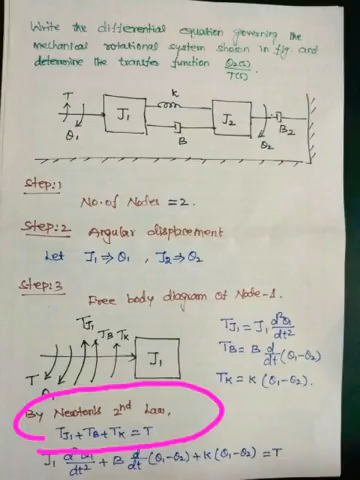 Write the differential equation governing the
mechanical rotational system shown in fig. and
determine the transfer function θ2(s)/T(s)
T θ1 J1 K B J2 θ2 B2
Step:1
No. of Nodes = 2.
Step:2 Angular displacement
Let J1⇒θ1 , J2⇒θ2
Step:3
Free body diagram of Node-1.
TJ1 TB TK
T θ1 J1
TJ1 = J1 d²θ1/dt²
TB = B d/dt (θ1-θ2)
TK = K (θ1-θ2).
By Newton's 2nd Law,
TJ1 + TB + TK = T
J1 d²θ1/dt² + B d/dt (θ1-θ2) + K(θ1-θ2) = T